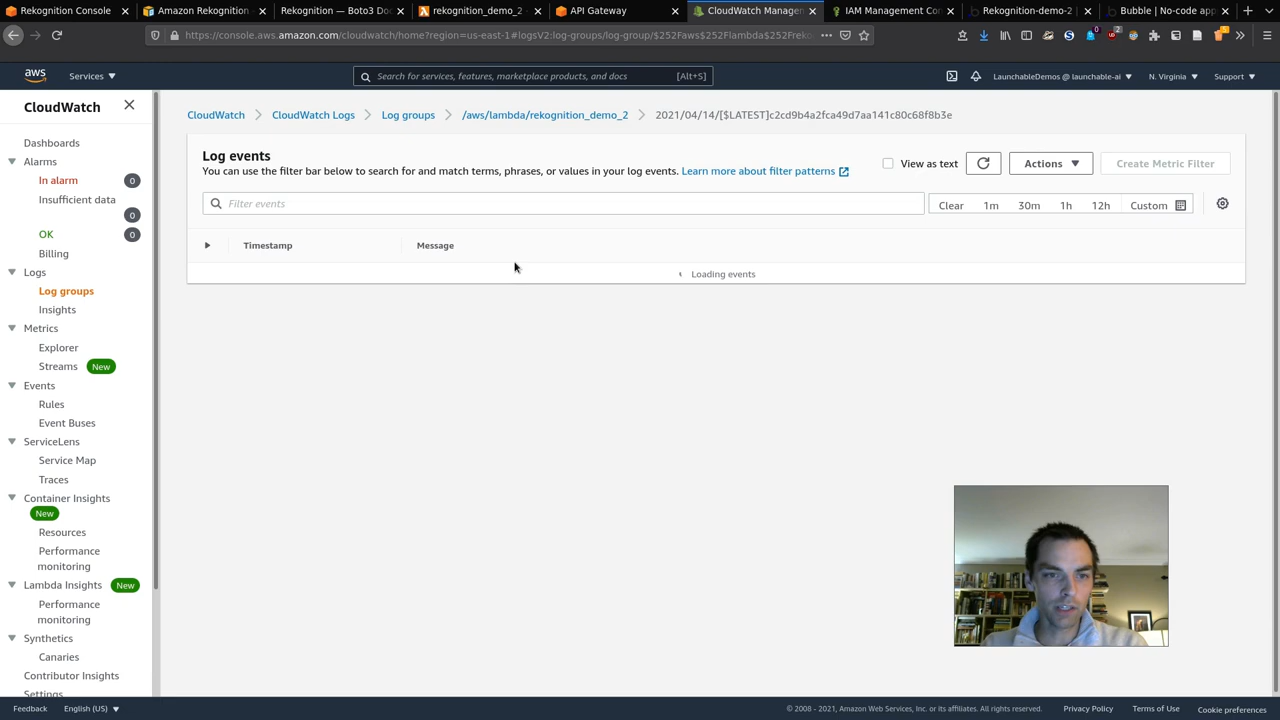 Rekognition Console
Amazon Rekognition
Rekognition — Boto3 Do
rekognition_demo_2 -
API Gateway
CloudWatch Manage
IAM Management Con
Rekognition-demo-2
Bubble | No-code app
https://console.aws.amazon.com/cloudwatch/home?region=us-east-1#logsV2:log-groups/log-group/$252Faws$252Flambda$252Freko
aws
Services
Search for services, features, marketplace products, and docs
[Alt+S]
LaunchableDemos @ launchable-ai
N. Virginia
Support
CloudWatch
Dashboards
Alarms
In alarm
0
Insufficient data
0
OK
0
Billing
Logs
Log groups
Insights
Metrics
Explorer
Streams
New
Events
Rules
Event Buses
ServiceLens
Service Map
Traces
Container Insights
New
Resources
Performance
monitoring
Lambda Insights
New
Performance
monitoring
Synthetics
Canaries
Contributor Insights
Settings
CloudWatch
CloudWatch Logs
Log groups
/aws/lambda/rekognition_demo_2
2021/04/14/[$LATEST]c2cd9b4a2fca49d7aa141c80c68f8b3e
Log events
You can use the filter bar below to search for and match terms, phrases, or values in your log events. Learn more about filter patterns
View as text
Actions
Create Metric Filter
Filter events
Clear
1m
30m
1h
12h
Custom
Timestamp
Message
Loading events
Feedback
English (US)
© 2008 - 2021, Amazon Web Services, Inc. or its affiliates. All rights reserved.
Privacy Policy
Terms of Use
Cookie preferences